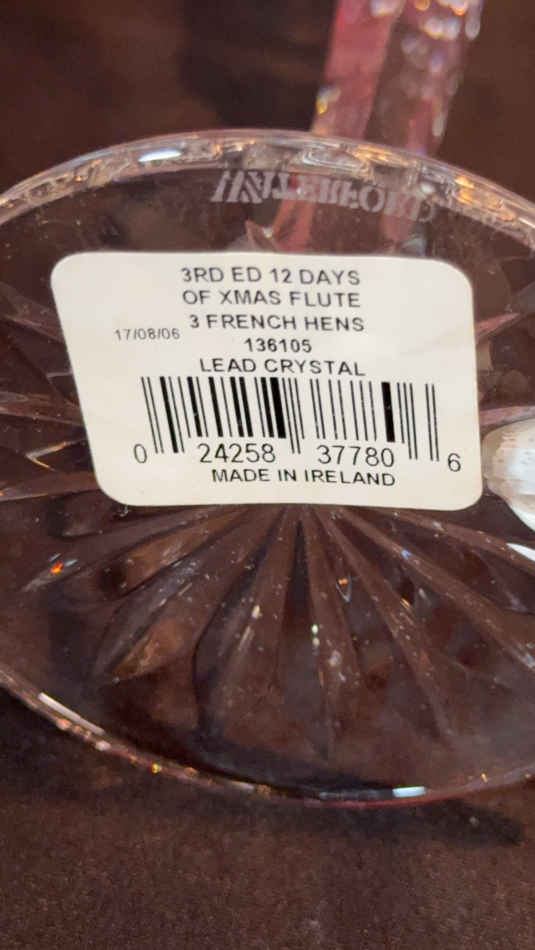 WATERFORD
3RD ED 12 DAYS
OF XMAS FLUTE
3 FRENCH HENS
17/08/06
136105
LEAD CRYSTAL
0 24258 37780 6
MADE IN IRELAND